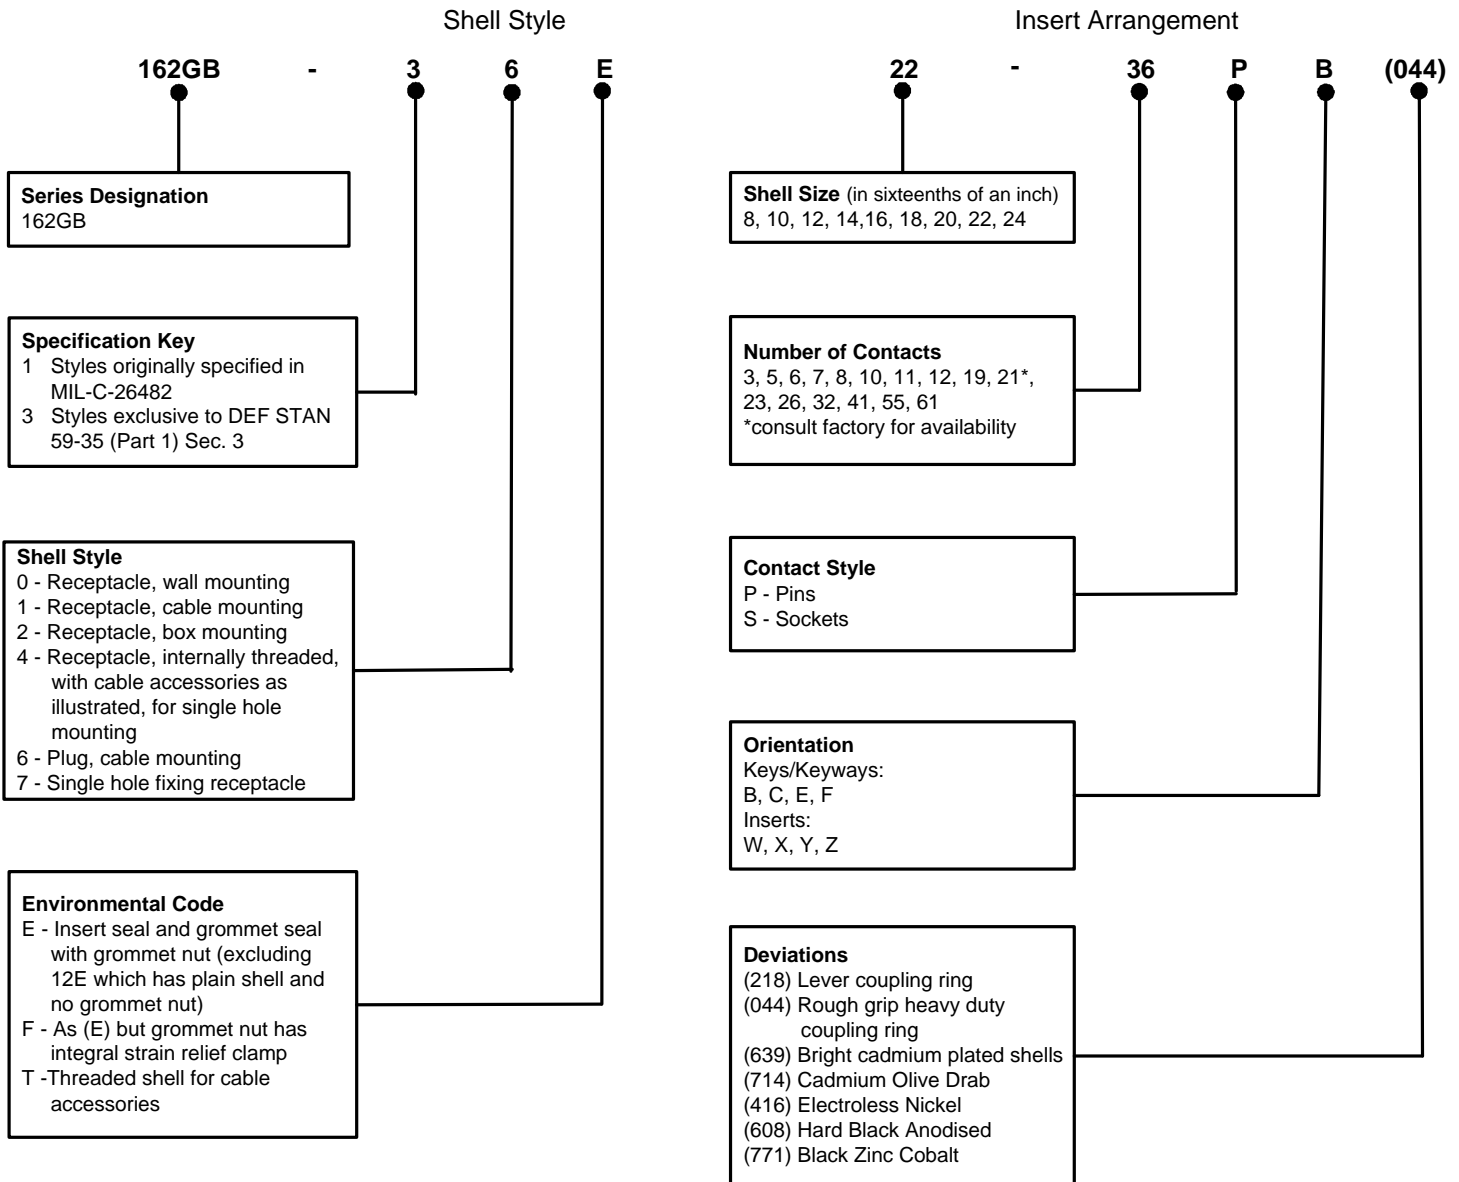 Shell Style
Insert Arrangement
162GB - 3 6 E
22 - 36 P B (044)
Series Designation
162GB
Specification Key
1 Styles originally specified in
MIL-C-26482
3 Styles exclusive to DEF STAN
59-35 (Part 1) Sec. 3
Shell Style
0 - Receptacle, wall mounting
1 - Receptacle, cable mounting
2 - Receptacle, box mounting
4 - Receptacle, internally threaded,
with cable accessories as
illustrated, for single hole
mounting
6 - Plug, cable mounting
7 - Single hole fixing receptacle
Environmental Code
E - Insert seal and grommet seal
with grommet nut (excluding
12E which has plain shell and
no grommet nut)
F - As (E) but grommet nut has
integral strain relief clamp
T -Threaded shell for cable
accessories
Shell Size (in sixteenths of an inch)
8, 10, 12, 14,16, 18, 20, 22, 24
Number of Contacts
3, 5, 6, 7, 8, 10, 11, 12, 19, 21*,
23, 26, 32, 41, 55, 61
*consult factory for availability
Contact Style
P - Pins
S - Sockets
Orientation
Keys/Keyways:
B, C, E, F
Inserts:
W, X, Y, Z
Deviations
(218) Lever coupling ring
(044) Rough grip heavy duty
coupling ring
(639) Bright cadmium plated shells
(714) Cadmium Olive Drab
(416) Electroless Nickel
(608) Hard Black Anodised
(771) Black Zinc Cobalt